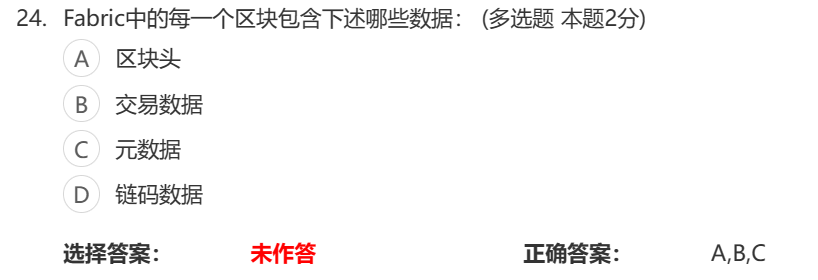 24. Fabric中的每一个区块包含下述哪些数据： (多选题 本题2分)
A 区块头
B 交易数据
C 元数据
D 链码数据
选择答案： 未作答 正确答案： A,B,C